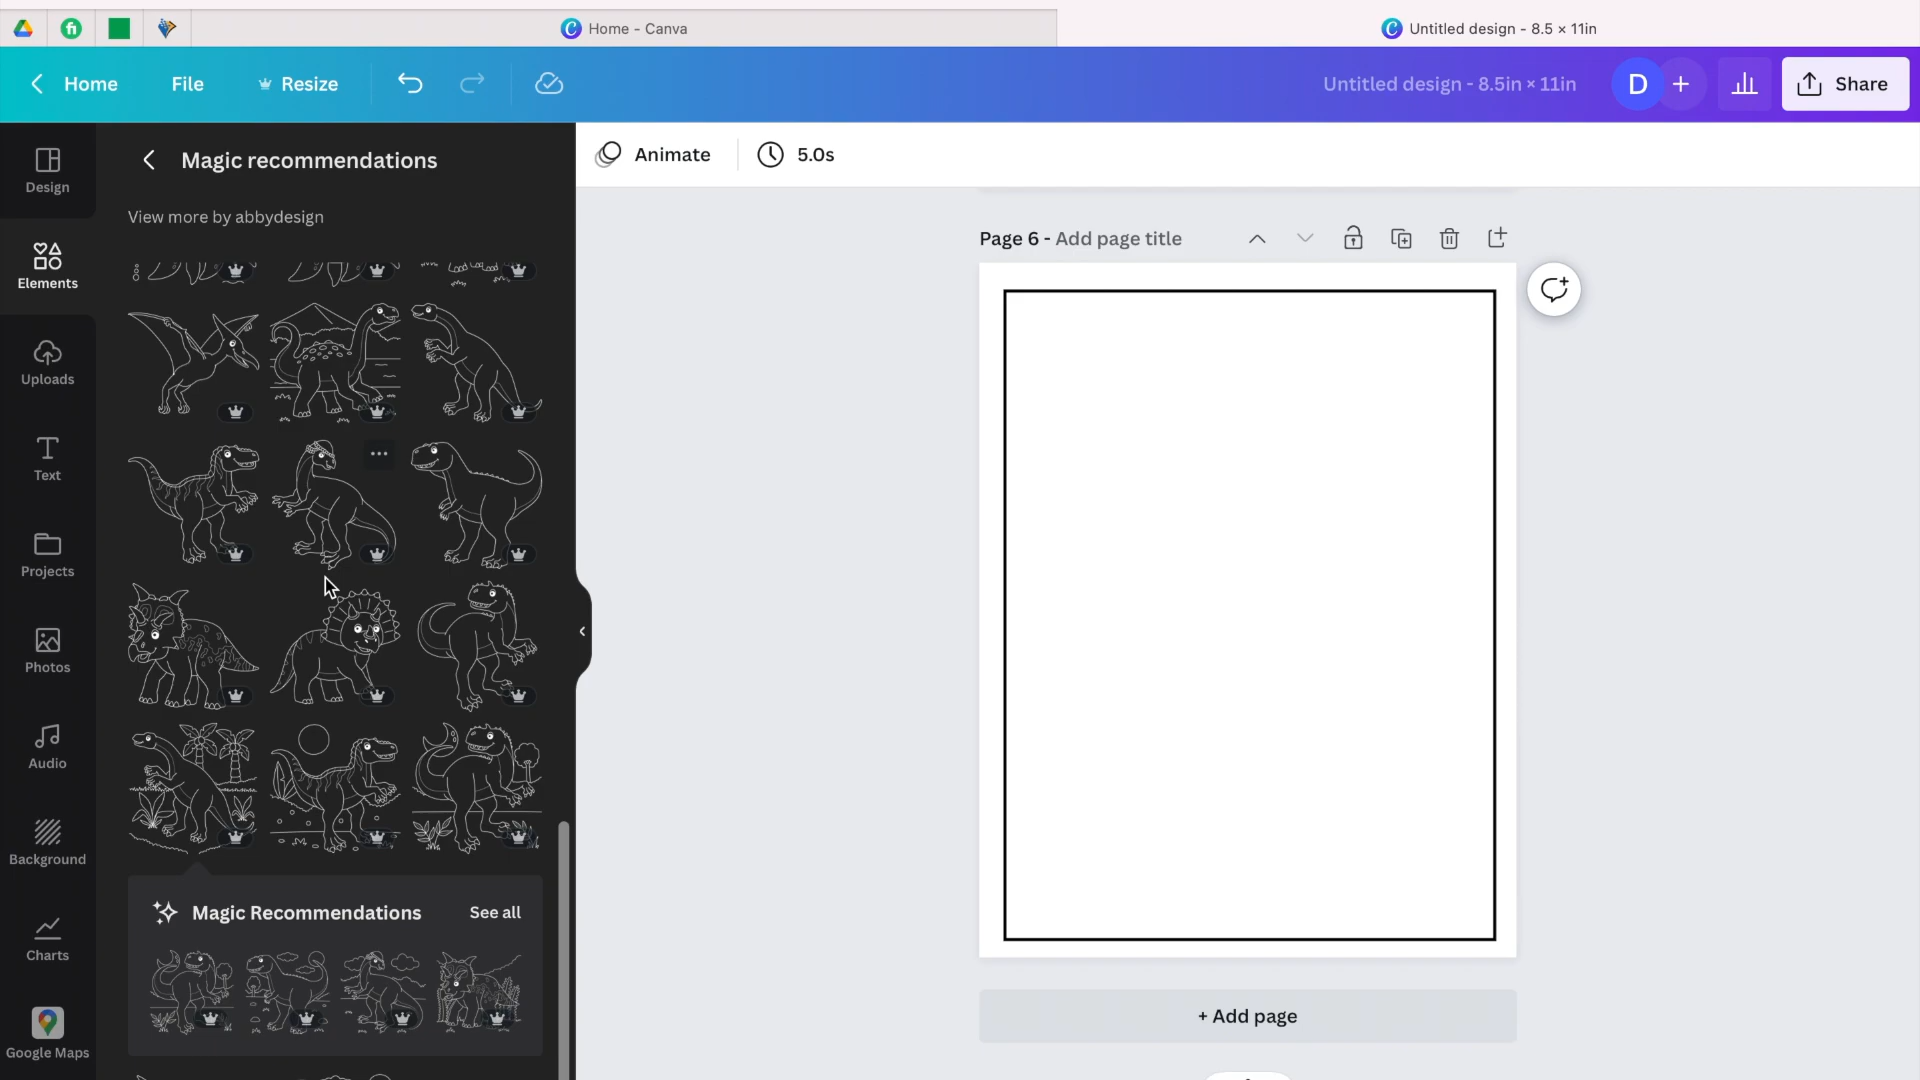 Home - Canva
Untitled design - 8.5 × 11in
Home
File
Resize
Untitled design - 8.5in × 11in
D
+
Share
Design
Elements
Uploads
Text
Projects
Photos
Audio
Background
Charts
Google Maps
Magic recommendations
View more by abbydesign
Magic Recommendations
See all
Animate
5.0s
Page 6 - Add page title
+ Add page